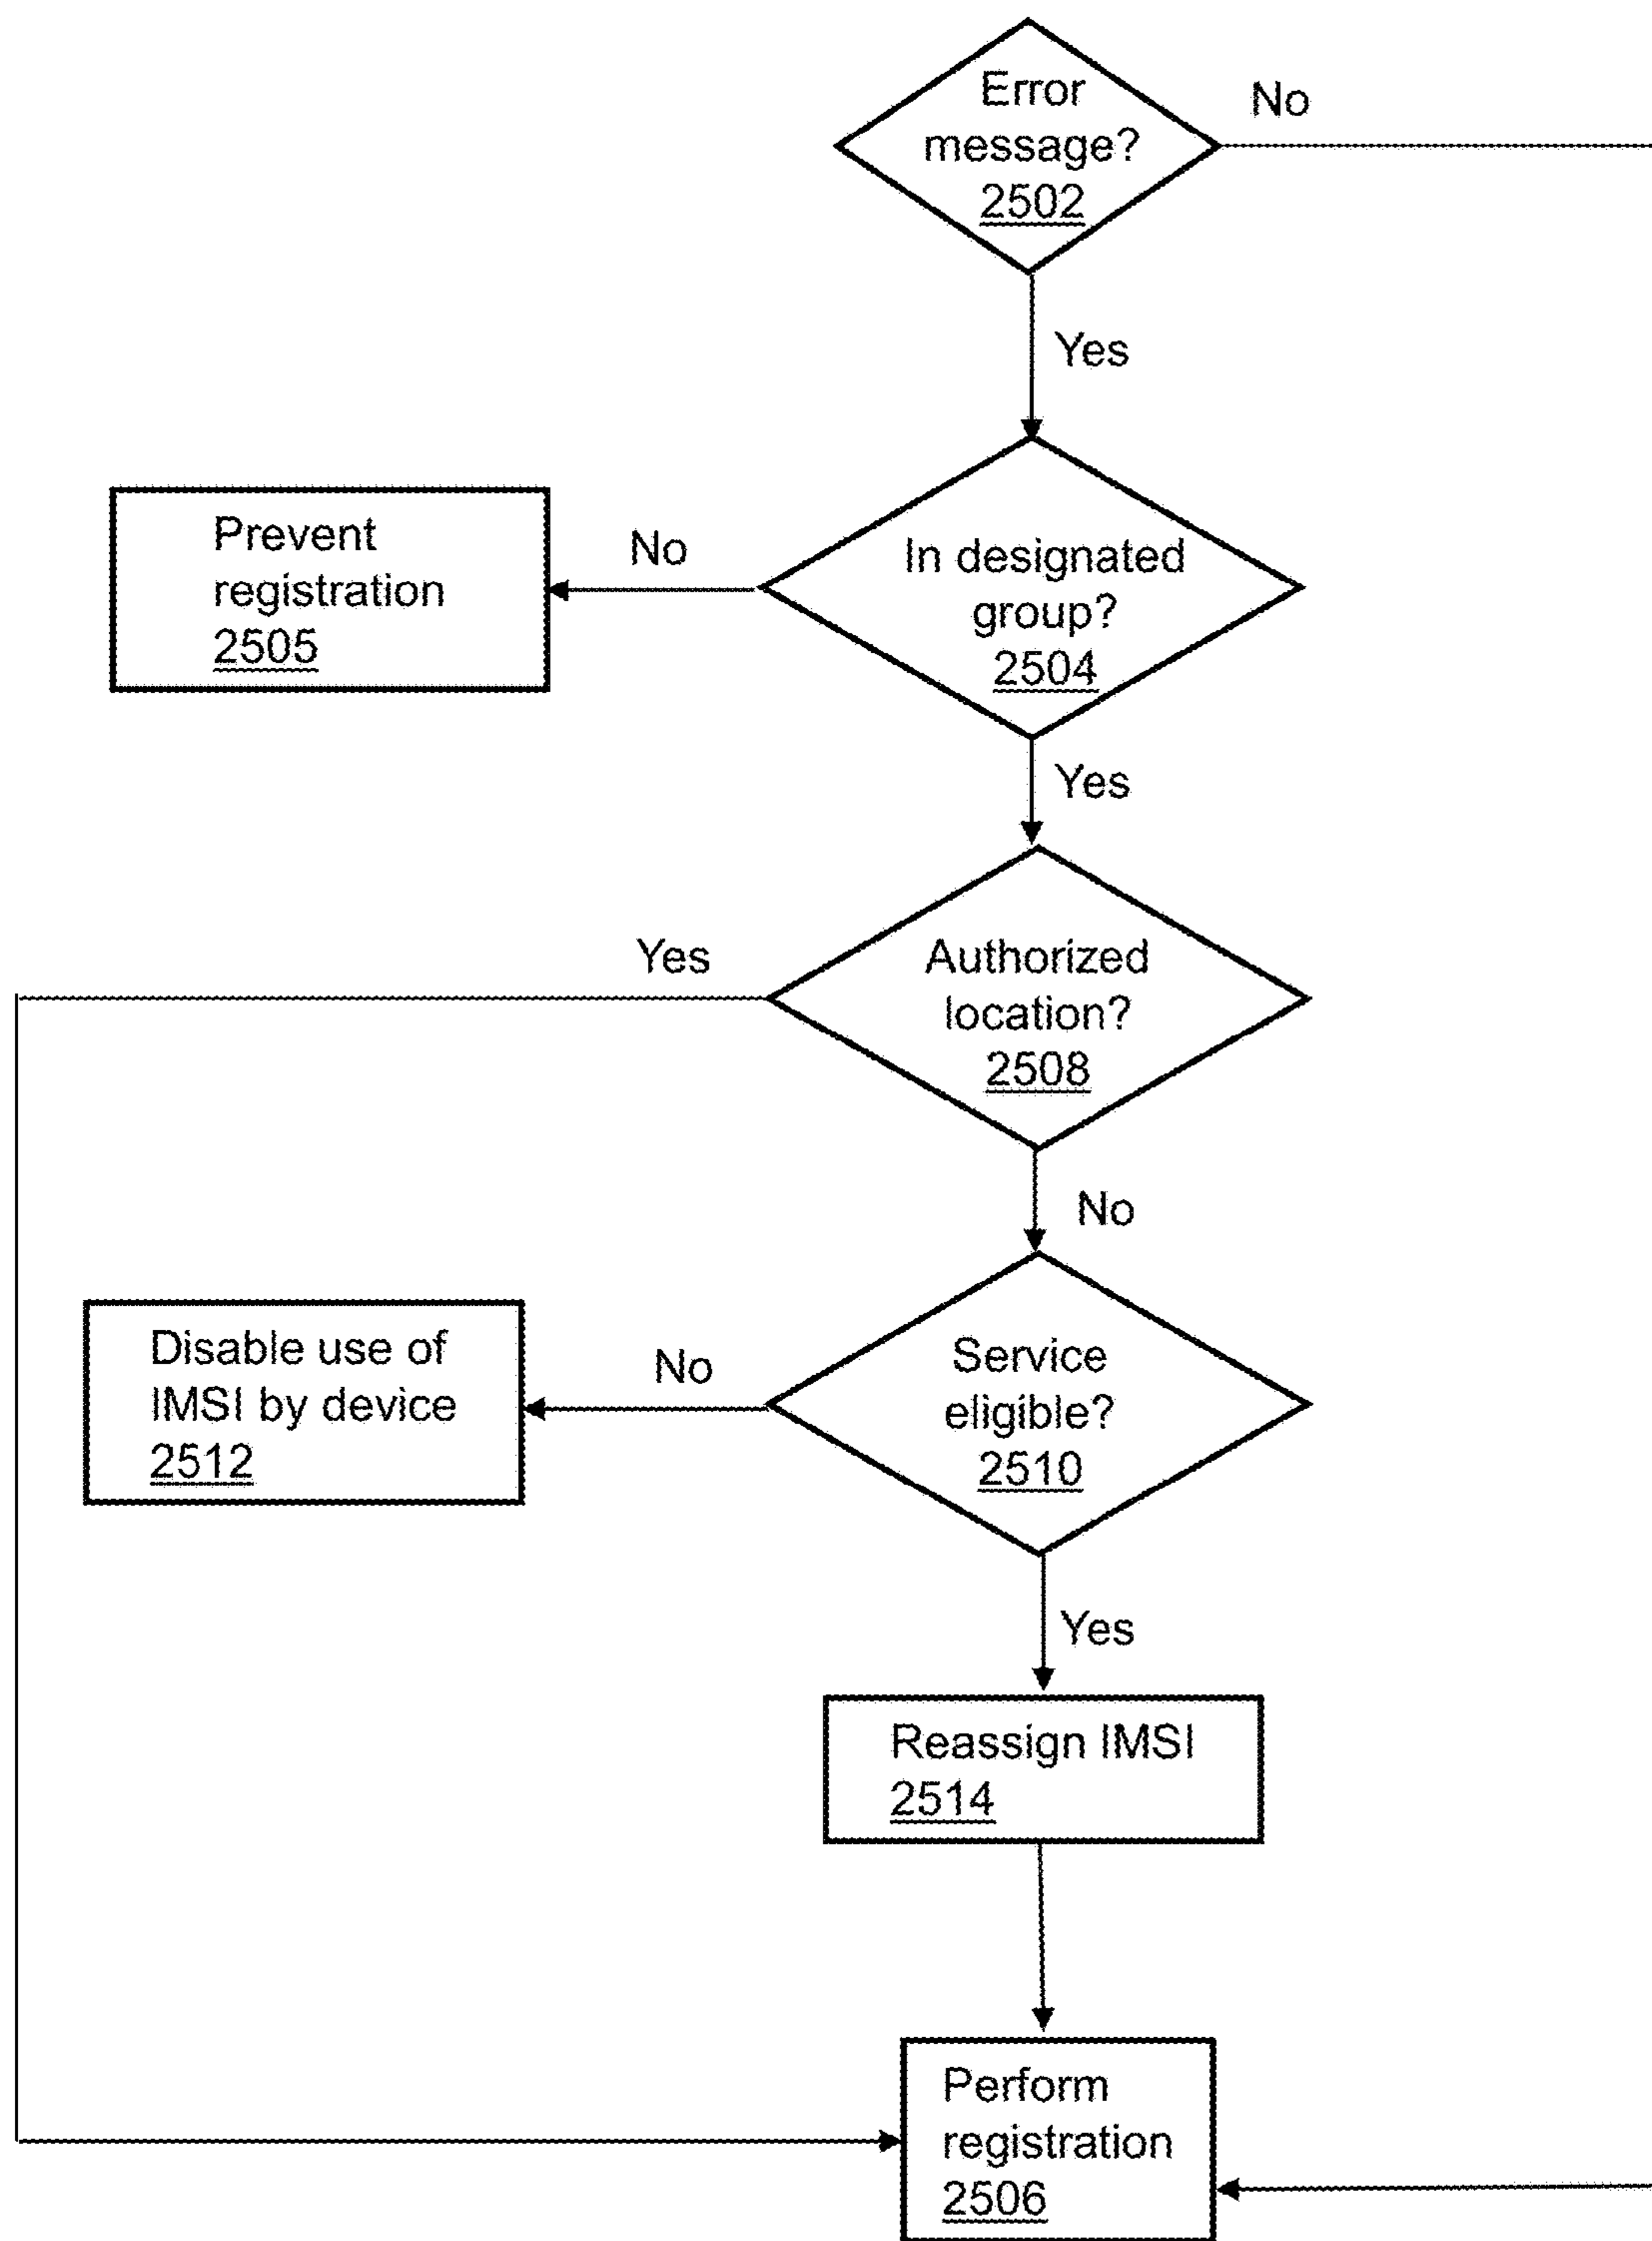 Error
message?
2502
No
Yes
Prevent
registration
2505
No
In designated
group?
2504
Yes
Yes
Authorized
location?
2508
No
Disable use of
IMSI by device
2512
No
Service
eligible?
2510
Yes
Reassign IMSI
2514
Perform
registration
2506